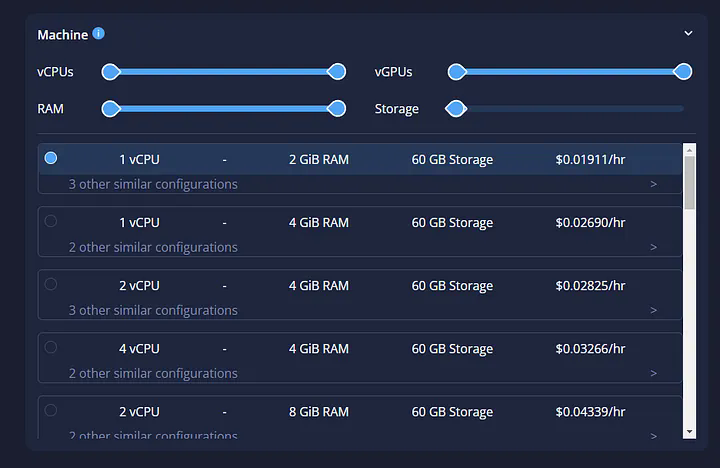 Machine i
vCPUs vGPUs
RAM Storage
1 vCPU - 2 GiB RAM 60 GB Storage $0.01911/hr
3 other similar configurations >
1 vCPU - 4 GiB RAM 60 GB Storage $0.02690/hr
2 other similar configurations >
2 vCPU - 4 GiB RAM 60 GB Storage $0.02825/hr
3 other similar configurations >
4 vCPU - 4 GiB RAM 60 GB Storage $0.03266/hr
2 other similar configurations >
2 vCPU - 8 GiB RAM 60 GB Storage $0.04339/hr
2 other similar configurations >